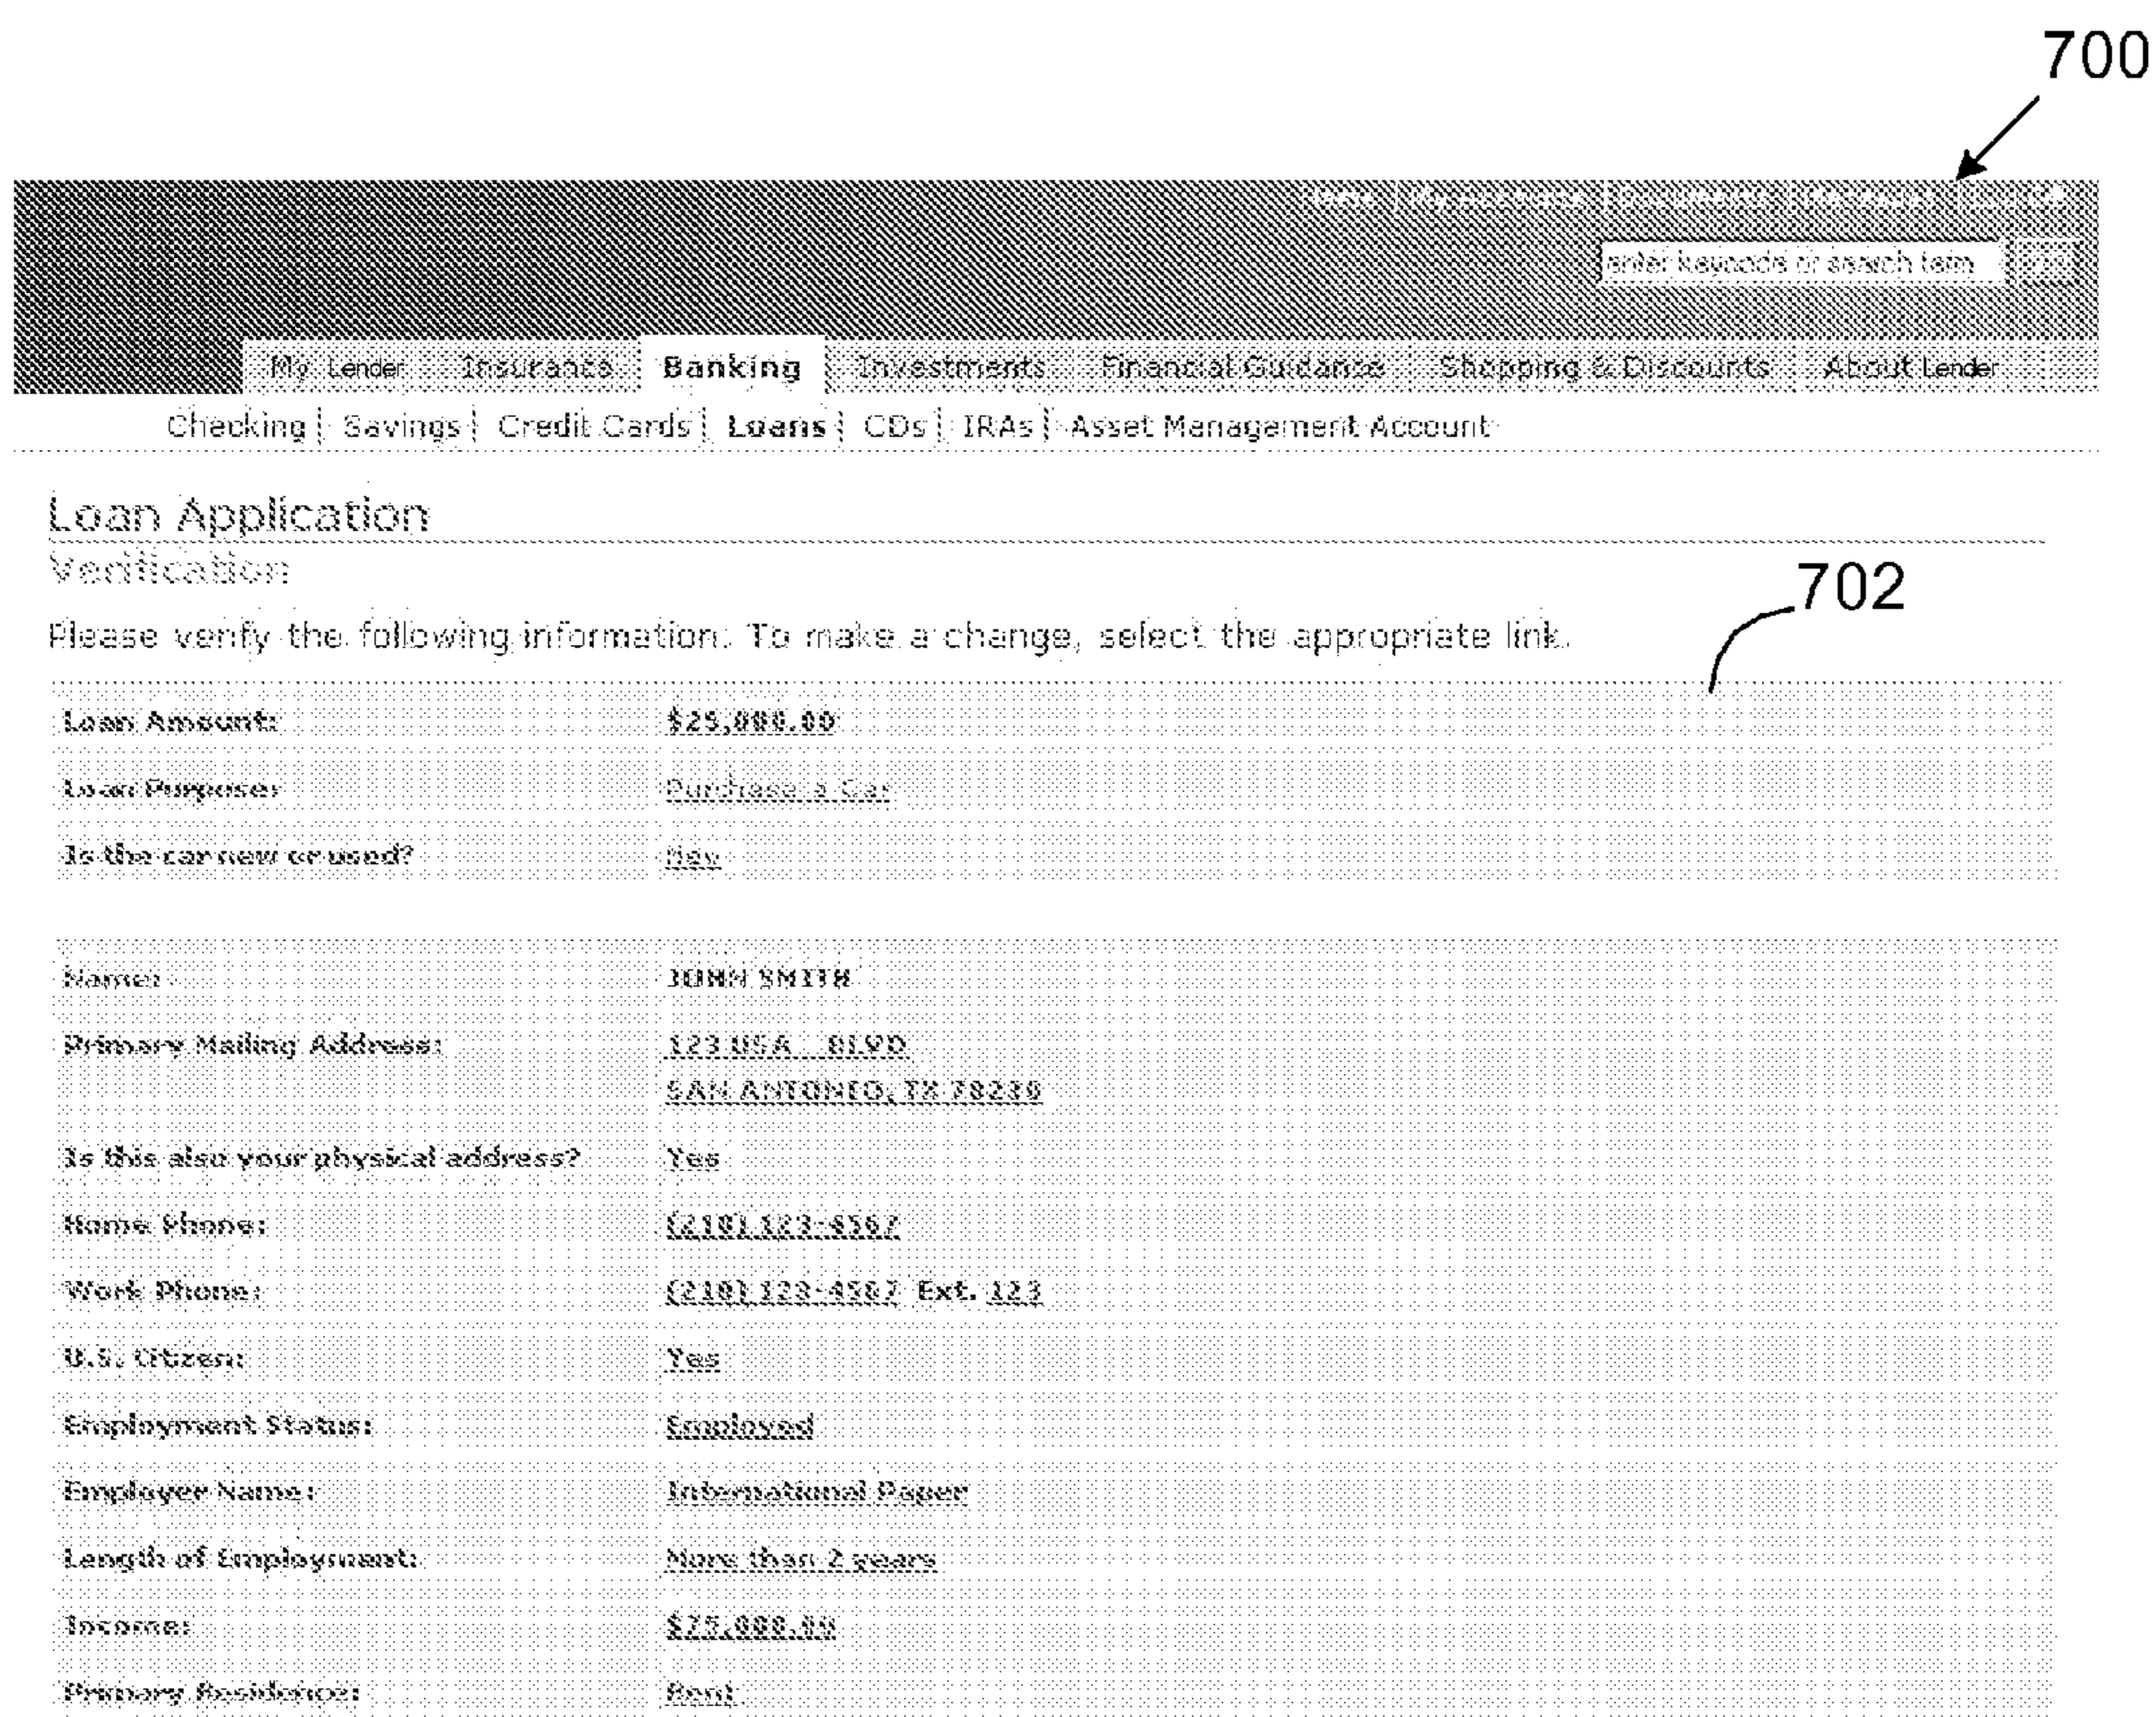 700
enter keywords or search term
My Lender Insurance Banking Investments Financial Guidance Shopping & Discounts About Lender
Checking Savings Credit Cards Loans CDs IRAs Asset Management Account
Loan Application
Verification
702
Please verify the following information. To make a change, select the appropriate link.
Loan Amount: $25,000.00
Loan Purpose: Purchase a Car
Is the car new or used? New
Name: JOHN SMITH
Primary Mailing Address: 123 USA BLVD
SAN ANTONIO, TX 78230
Is this also your physical address? Yes
Home Phone: (210) 123-4567
Work Phone: (210) 123-4567 Ext. 123
U.S. Citizen: Yes
Employment Status: Employed
Employer Name: International Paper
Length of Employment: More than 2 years
Income: $75,000.00
Primary Residence: Rent